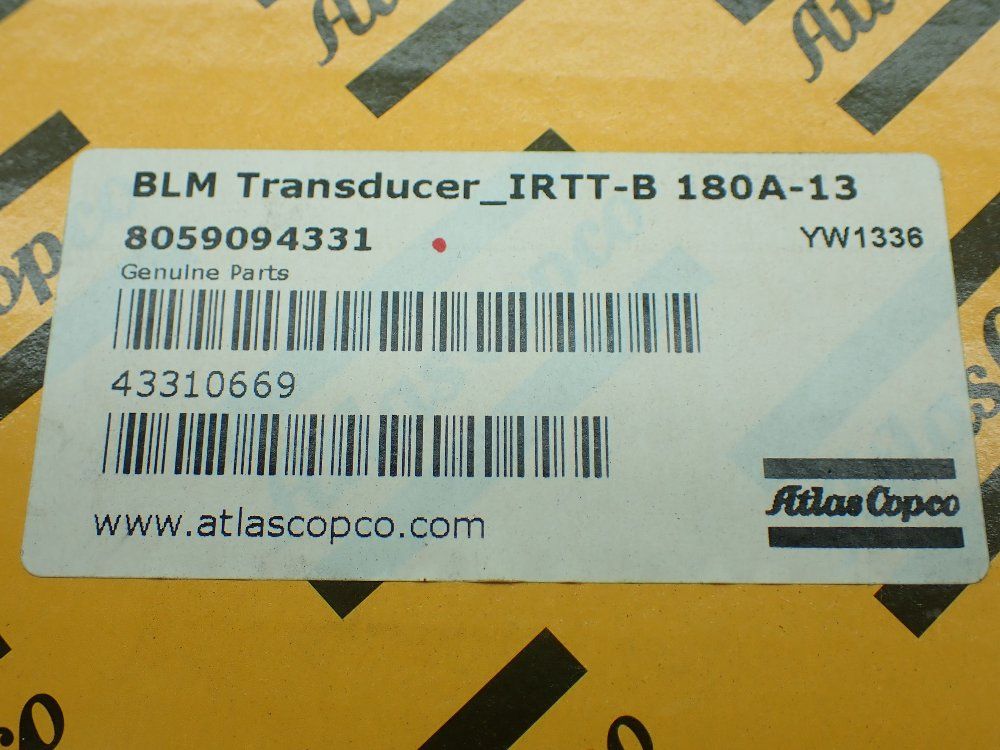 BLM Transducer_IRTT-B 180A-13
8059094331
YW1336
Genuine Parts
43310669
www.atlascopco.com
Atlas Copco